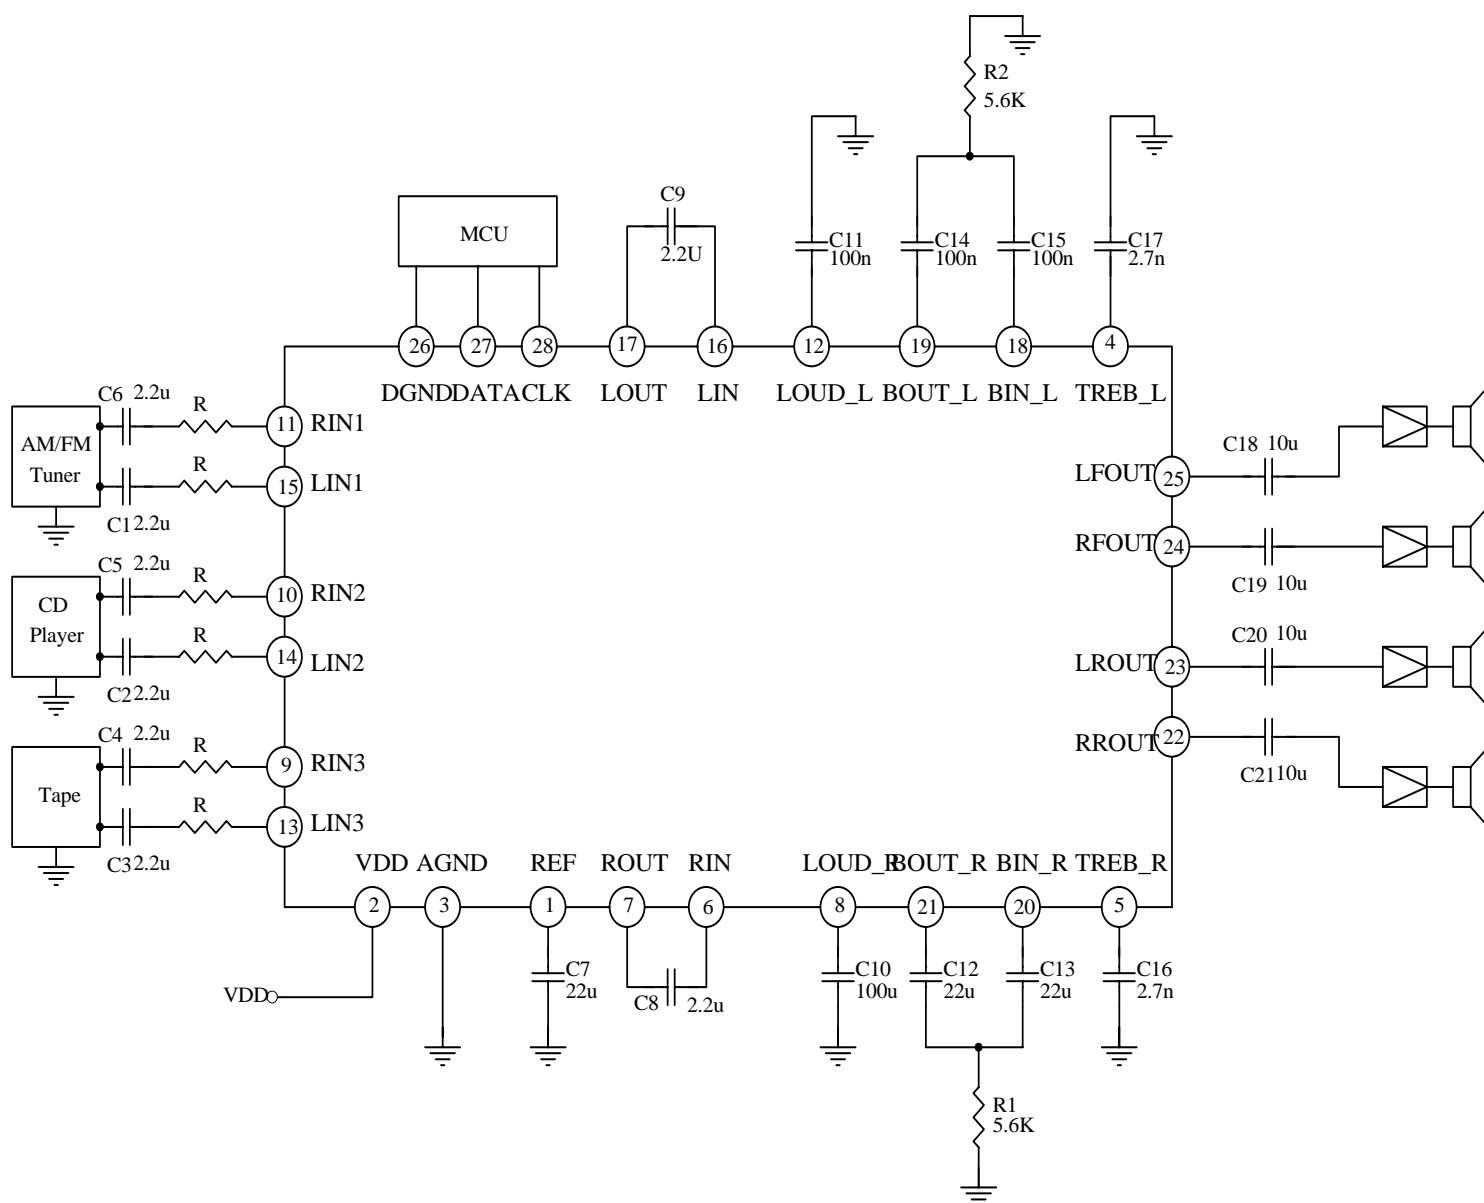 R2
5.6K
C9
2.2U
MCU
C11
100n
C14
100n
C15
100n
C17
2.7n
26
27
28
17
16
12
19
18
4
DGND
DATA
CLK
LOUT
LIN
LOUD_L
BOUT_L
BIN_L
TREB_L
C6
2.2u
R
11
RIN1
AM/FM
Tuner
R
15
LIN1
C1
2.2u
C5
2.2u
R
10
RIN2
CD
Player
R
14
LIN2
C2
2.2u
C4
2.2u
R
9
RIN3
Tape
R
13
LIN3
C3
2.2u
LFOUT
25
C18
10u
RFOUT
24
C19
10u
LROUT
23
C20
10u
RROUT
22
C21
10u
VDD
AGND
REF
ROUT
RIN
LOUD_R
BOUT_R
BIN_R
TREB_R
2
3
1
7
6
8
21
20
5
VDD
C7
22u
C8
2.2u
C10
100u
C12
22u
C13
22u
C16
2.7n
R1
5.6K